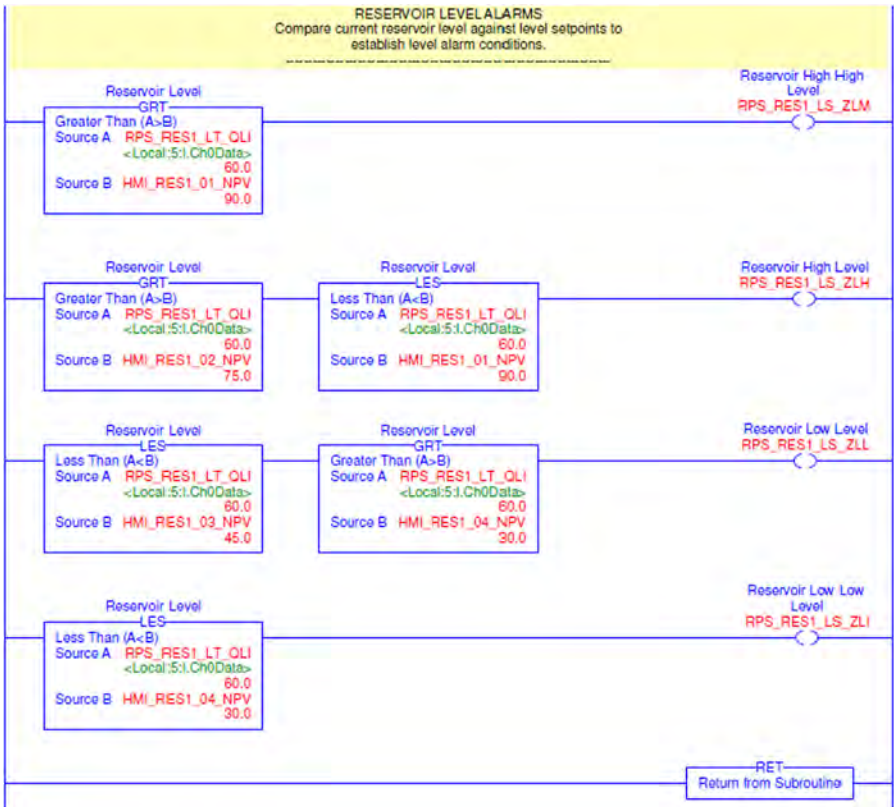 RESERVOIR LEVEL ALARMS
Compare current reservoir level against level setpoints to
establish level alarm conditions.
Reservoir Level
GRT
Greater Than (A>B)
Source A RPS_RES1_LT_QLI
<Local:5:I.Ch0Data>
60.0
Source B HMI_RES1_01_NPV
90.0
Reservoir High High
Level
RPS_RES1_LS_ZLM
Reservoir Level
GRT
Greater Than (A>B)
Source A RPS_RES1_LT_QLI
<Local:5:I.Ch0Data>
60.0
Source B HMI_RES1_02_NPV
75.0
Reservoir Level
LES
Less Than (A<B)
Source A RPS_RES1_LT_QLI
<Local:5:I.Ch0Data>
60.0
Source B HMI_RES1_01_NPV
90.0
Reservoir High Level
RPS_RES1_LS_ZLH
Reservoir Level
LES
Less Than (A<B)
Source A RPS_RES1_LT_QLI
<Local:5:I.Ch0Data>
60.0
Source B HMI_RES1_03_NPV
45.0
Reservoir Level
GRT
Greater Than (A>B)
Source A RPS_RES1_LT_QLI
<Local:5:I.Ch0Data>
60.0
Source B HMI_RES1_04_NPV
30.0
Reservoir Low Level
RPS_RES1_LS_ZLL
Reservoir Level
LES
Less Than (A<B)
Source A RPS_RES1_LT_QLI
<Local:5:I.Ch0Data>
60.0
Source B HMI_RES1_04_NPV
30.0
Reservoir Low Low
Level
RPS_RES1_LS_ZLI
RET
Return from Subroutine